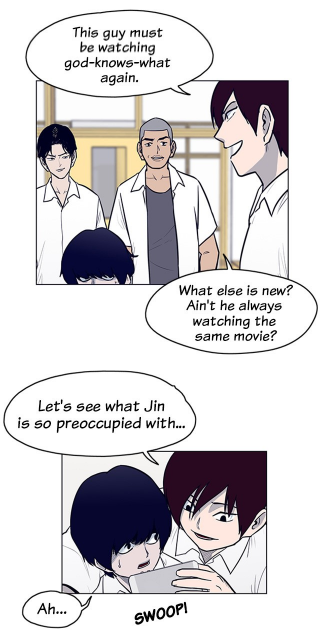 This guy must
be watching
god-knows-what
again.
What else is new?
Ain't he always
watching the
same movie?
Let's see what Jin
is so preoccupied with...
Ah...
SWOOP!